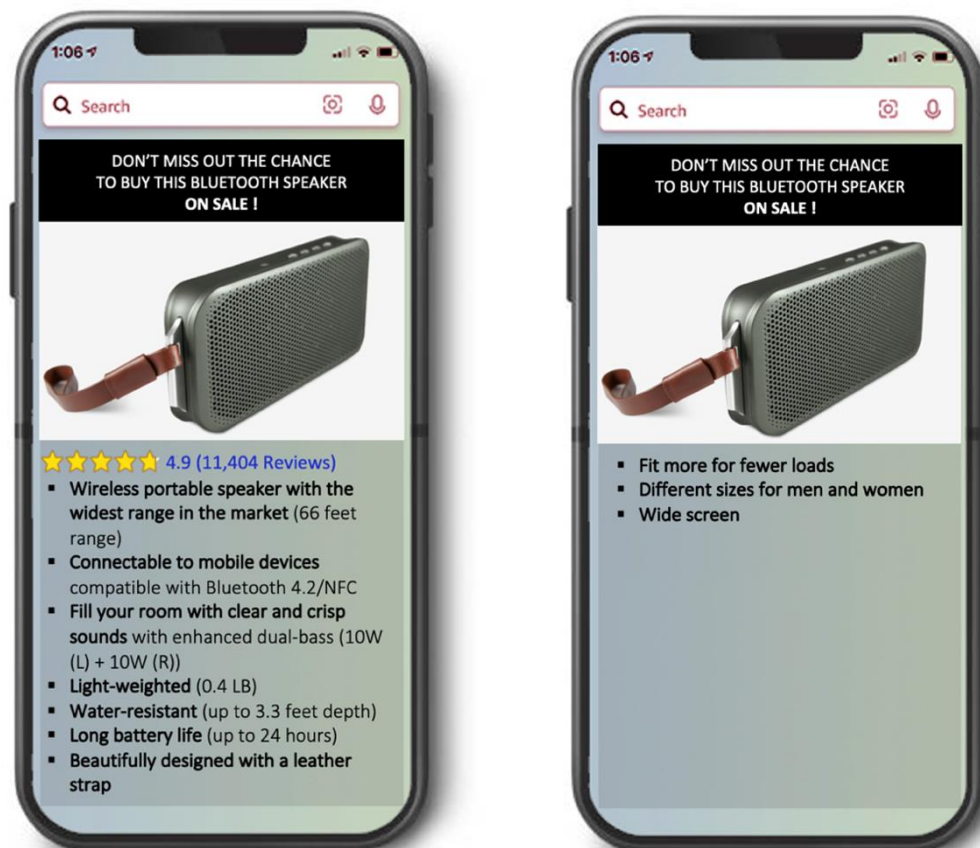 1:06
Search
DON'T MISS OUT THE CHANCE
TO BUY THIS BLUETOOTH SPEAKER
ON SALE !
4.9 (11,404 Reviews)
▪ Wireless portable speaker with the
widest range in the market (66 feet
range)
▪ Connectable to mobile devices
compatible with Bluetooth 4.2/NFC
▪ Fill your room with clear and crisp
sounds with enhanced dual-bass (10W
(L) + 10W (R))
▪ Light-weighted (0.4 LB)
▪ Water-resistant (up to 3.3 feet depth)
▪ Long battery life (up to 24 hours)
▪ Beautifully designed with a leather
strap
1:06
Search
DON'T MISS OUT THE CHANCE
TO BUY THIS BLUETOOTH SPEAKER
ON SALE !
▪ Fit more for fewer loads
▪ Different sizes for men and women
▪ Wide screen